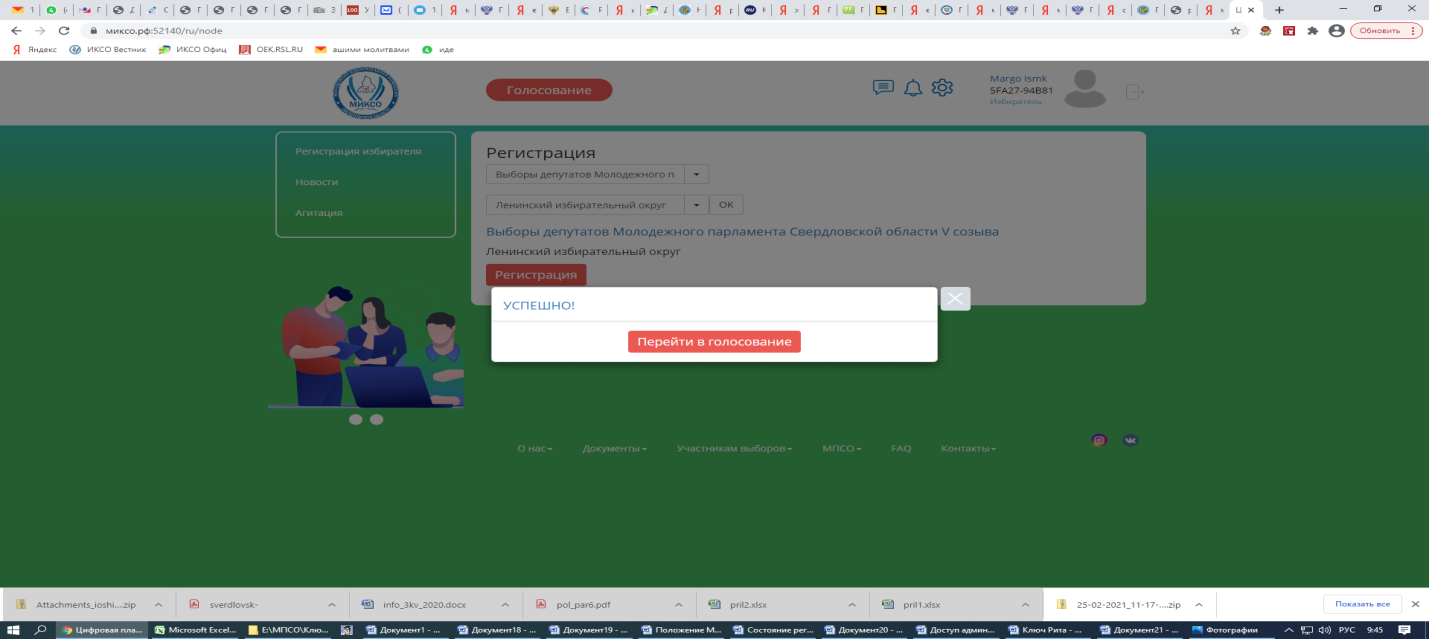 миксо.рф:52140/ru/node
Обновить
Яндекс ИКСО Вестник ИКСО Офиц OEK.RSL.RU ашими молитвами иде
МИКСО
Голосование
Margo Ismk
5FA27-94B81
Избиратель
Регистрация избирателя
Новости
Агитация
Регистрация
Выборы депутатов Молодежного п
Ленинский избирательный округ OK
Выборы депутатов Молодежного парламента Свердловской области V созыва
Ленинский избирательный округ
Регистрация
УСПЕШНО!
Перейти в голосование
О нас Документы Участникам выборов МПСО FAQ Контакты
Attachments_ioshi....zip sverdlovsk- info_3kv_2020.docx pol_par6.pdf pril2.xlsx pril1.xlsx 25-02-2021_11-17-....zip Показать все
Цифровая пла... Microsoft Excel... E:\МПСО\Клю... Документ1 - ... Документ18 - ... Документ19 - ... Положение М... Состояние рег... Документ20 - ... Доступ админ... Ключ Рита - ... Документ21 - ... Фотографии РУС 9:45